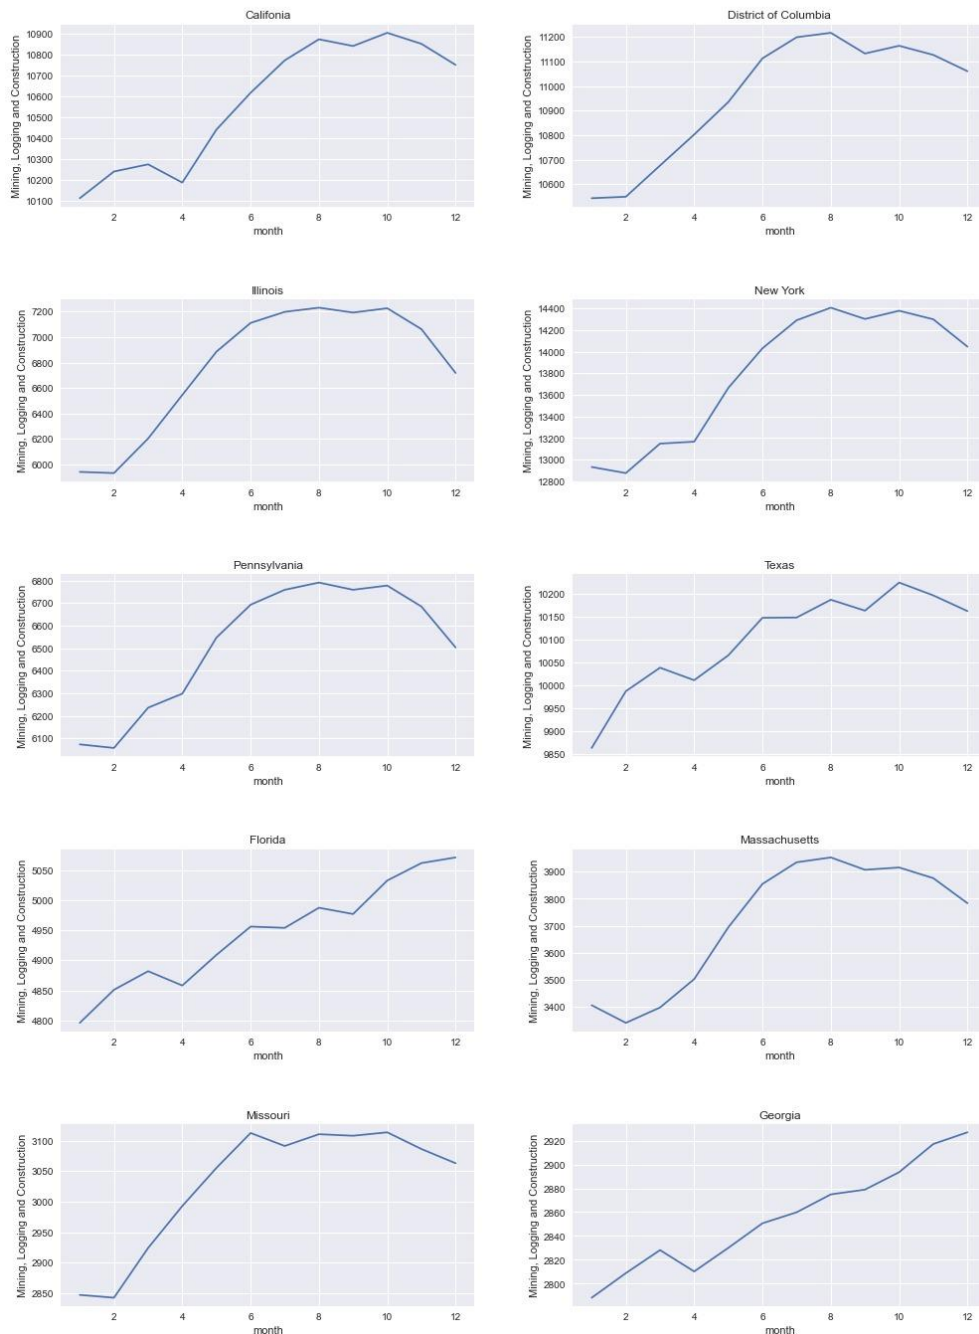 Califonia
Mining, Logging and Construction
10900
10800
10700
10600
10500
10400
10300
10200
10100
2 4 6 8 10 12
month
District of Columbia
Mining, Logging and Construction
11200
11100
11000
10900
10800
10700
10600
2 4 6 8 10 12
month
Illinois
Mining, Logging and Construction
7200
7000
6800
6600
6400
6200
6000
2 4 6 8 10 12
month
New York
Mining, Logging and Construction
14400
14200
14000
13800
13600
13400
13200
13000
12800
2 4 6 8 10 12
month
Pennsylvania
Mining, Logging and Construction
6800
6700
6600
6500
6400
6300
6200
6100
2 4 6 8 10 12
month
Texas
Mining, Logging and Construction
10200
10150
10100
10050
10000
9950
9900
9850
2 4 6 8 10 12
month
Florida
Mining, Logging and Construction
5050
5000
4950
4900
4850
4800
2 4 6 8 10 12
month
Massachusetts
Mining, Logging and Construction
3900
3800
3700
3600
3500
3400
2 4 6 8 10 12
month
Missouri
Mining, Logging and Construction
3100
3050
3000
2950
2900
2850
2 4 6 8 10 12
month
Georgia
Mining, Logging and Construction
2920
2900
2880
2860
2840
2820
2800
2 4 6 8 10 12
month